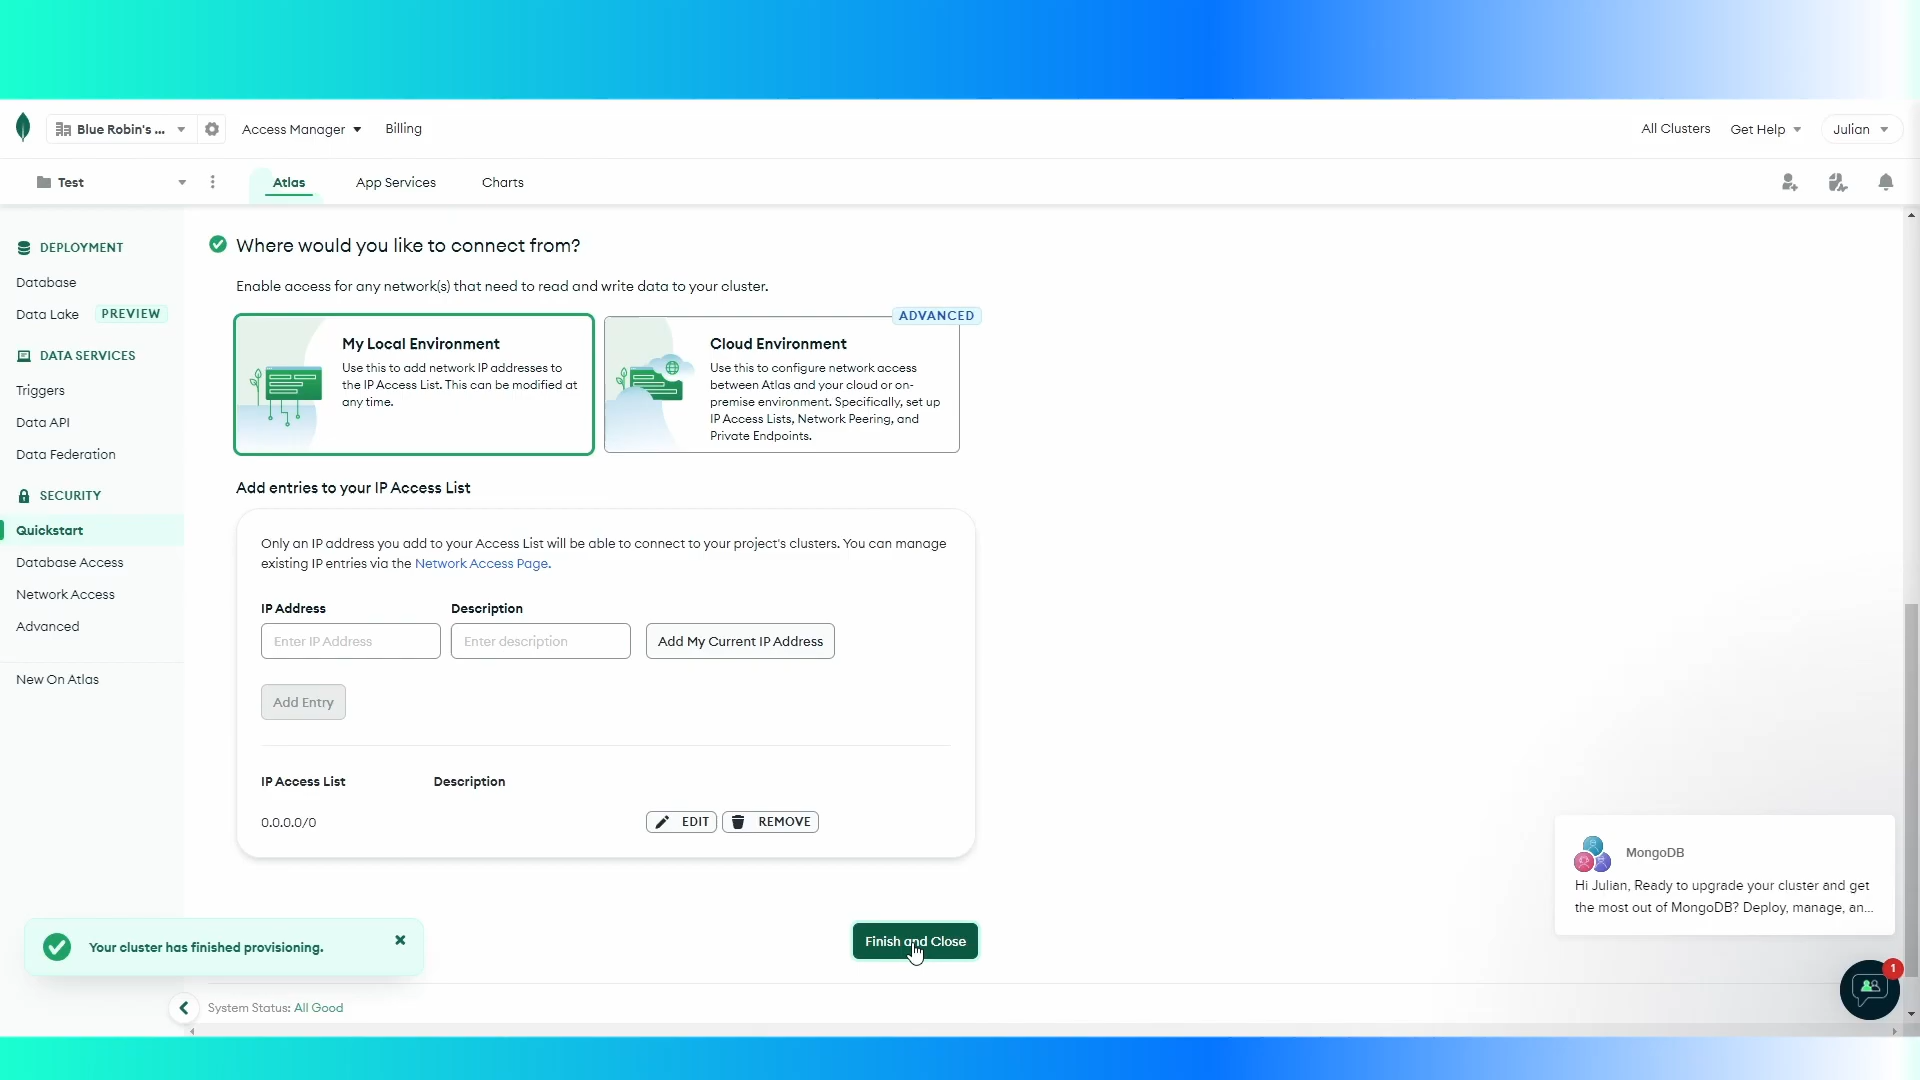 Blue Robin's ...
Access Manager
Billing
All Clusters
Get Help
Julian
Test
Atlas
App Services
Charts
DEPLOYMENT
Database
Data Lake PREVIEW
DATA SERVICES
Triggers
Data API
Data Federation
SECURITY
Quickstart
Database Access
Network Access
Advanced
New On Atlas
Where would you like to connect from?
Enable access for any network(s) that need to read and write data to your cluster.
My Local Environment
Use this to add network IP addresses to
the IP Access List. This can be modified at
any time.
ADVANCED
Cloud Environment
Use this to configure network access
between Atlas and your cloud or on-
premise environment. Specifically, set up
IP Access Lists, Network Peering, and
Private Endpoints.
Add entries to your IP Access List
Only an IP address you add to your Access List will be able to connect to your project's clusters. You can manage
existing IP entries via the Network Access Page.
IP Address
Description
Enter IP Address
Enter description
Add My Current IP Address
Add Entry
IP Access List
Description
0.0.0.0/0
EDIT
REMOVE
Finish and Close
Your cluster has finished provisioning.
System Status: All Good
MongoDB
Hi Julian, Ready to upgrade your cluster and get
the most out of MongoDB? Deploy, manage, an...
1